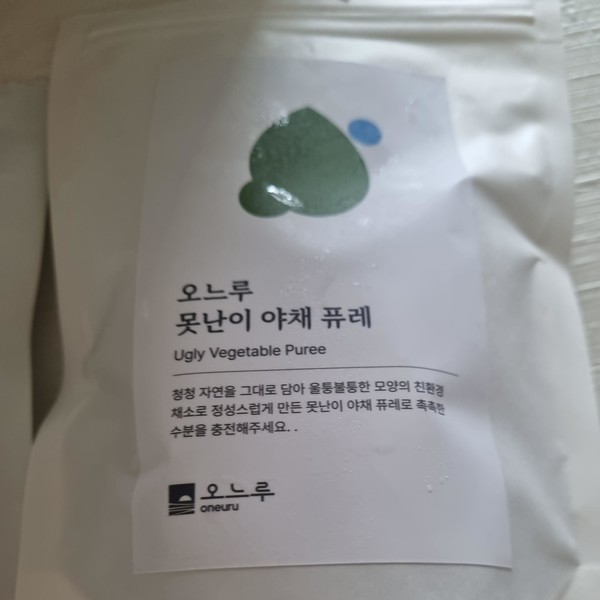 오느루
못난이 야채 퓨레
Ugly Vegetable Puree
청청 자연을 그대로 담아 울퉁불퉁한 모양의 친환경
채소로 정성스럽게 만든 못난이 야채 퓨레로 촉촉한
수분을 충전해주세요. .
오느루
oneuru